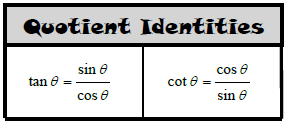 Quotient Identities
tan θ = sin θ / cos θ
cot θ = cos θ / sin θ